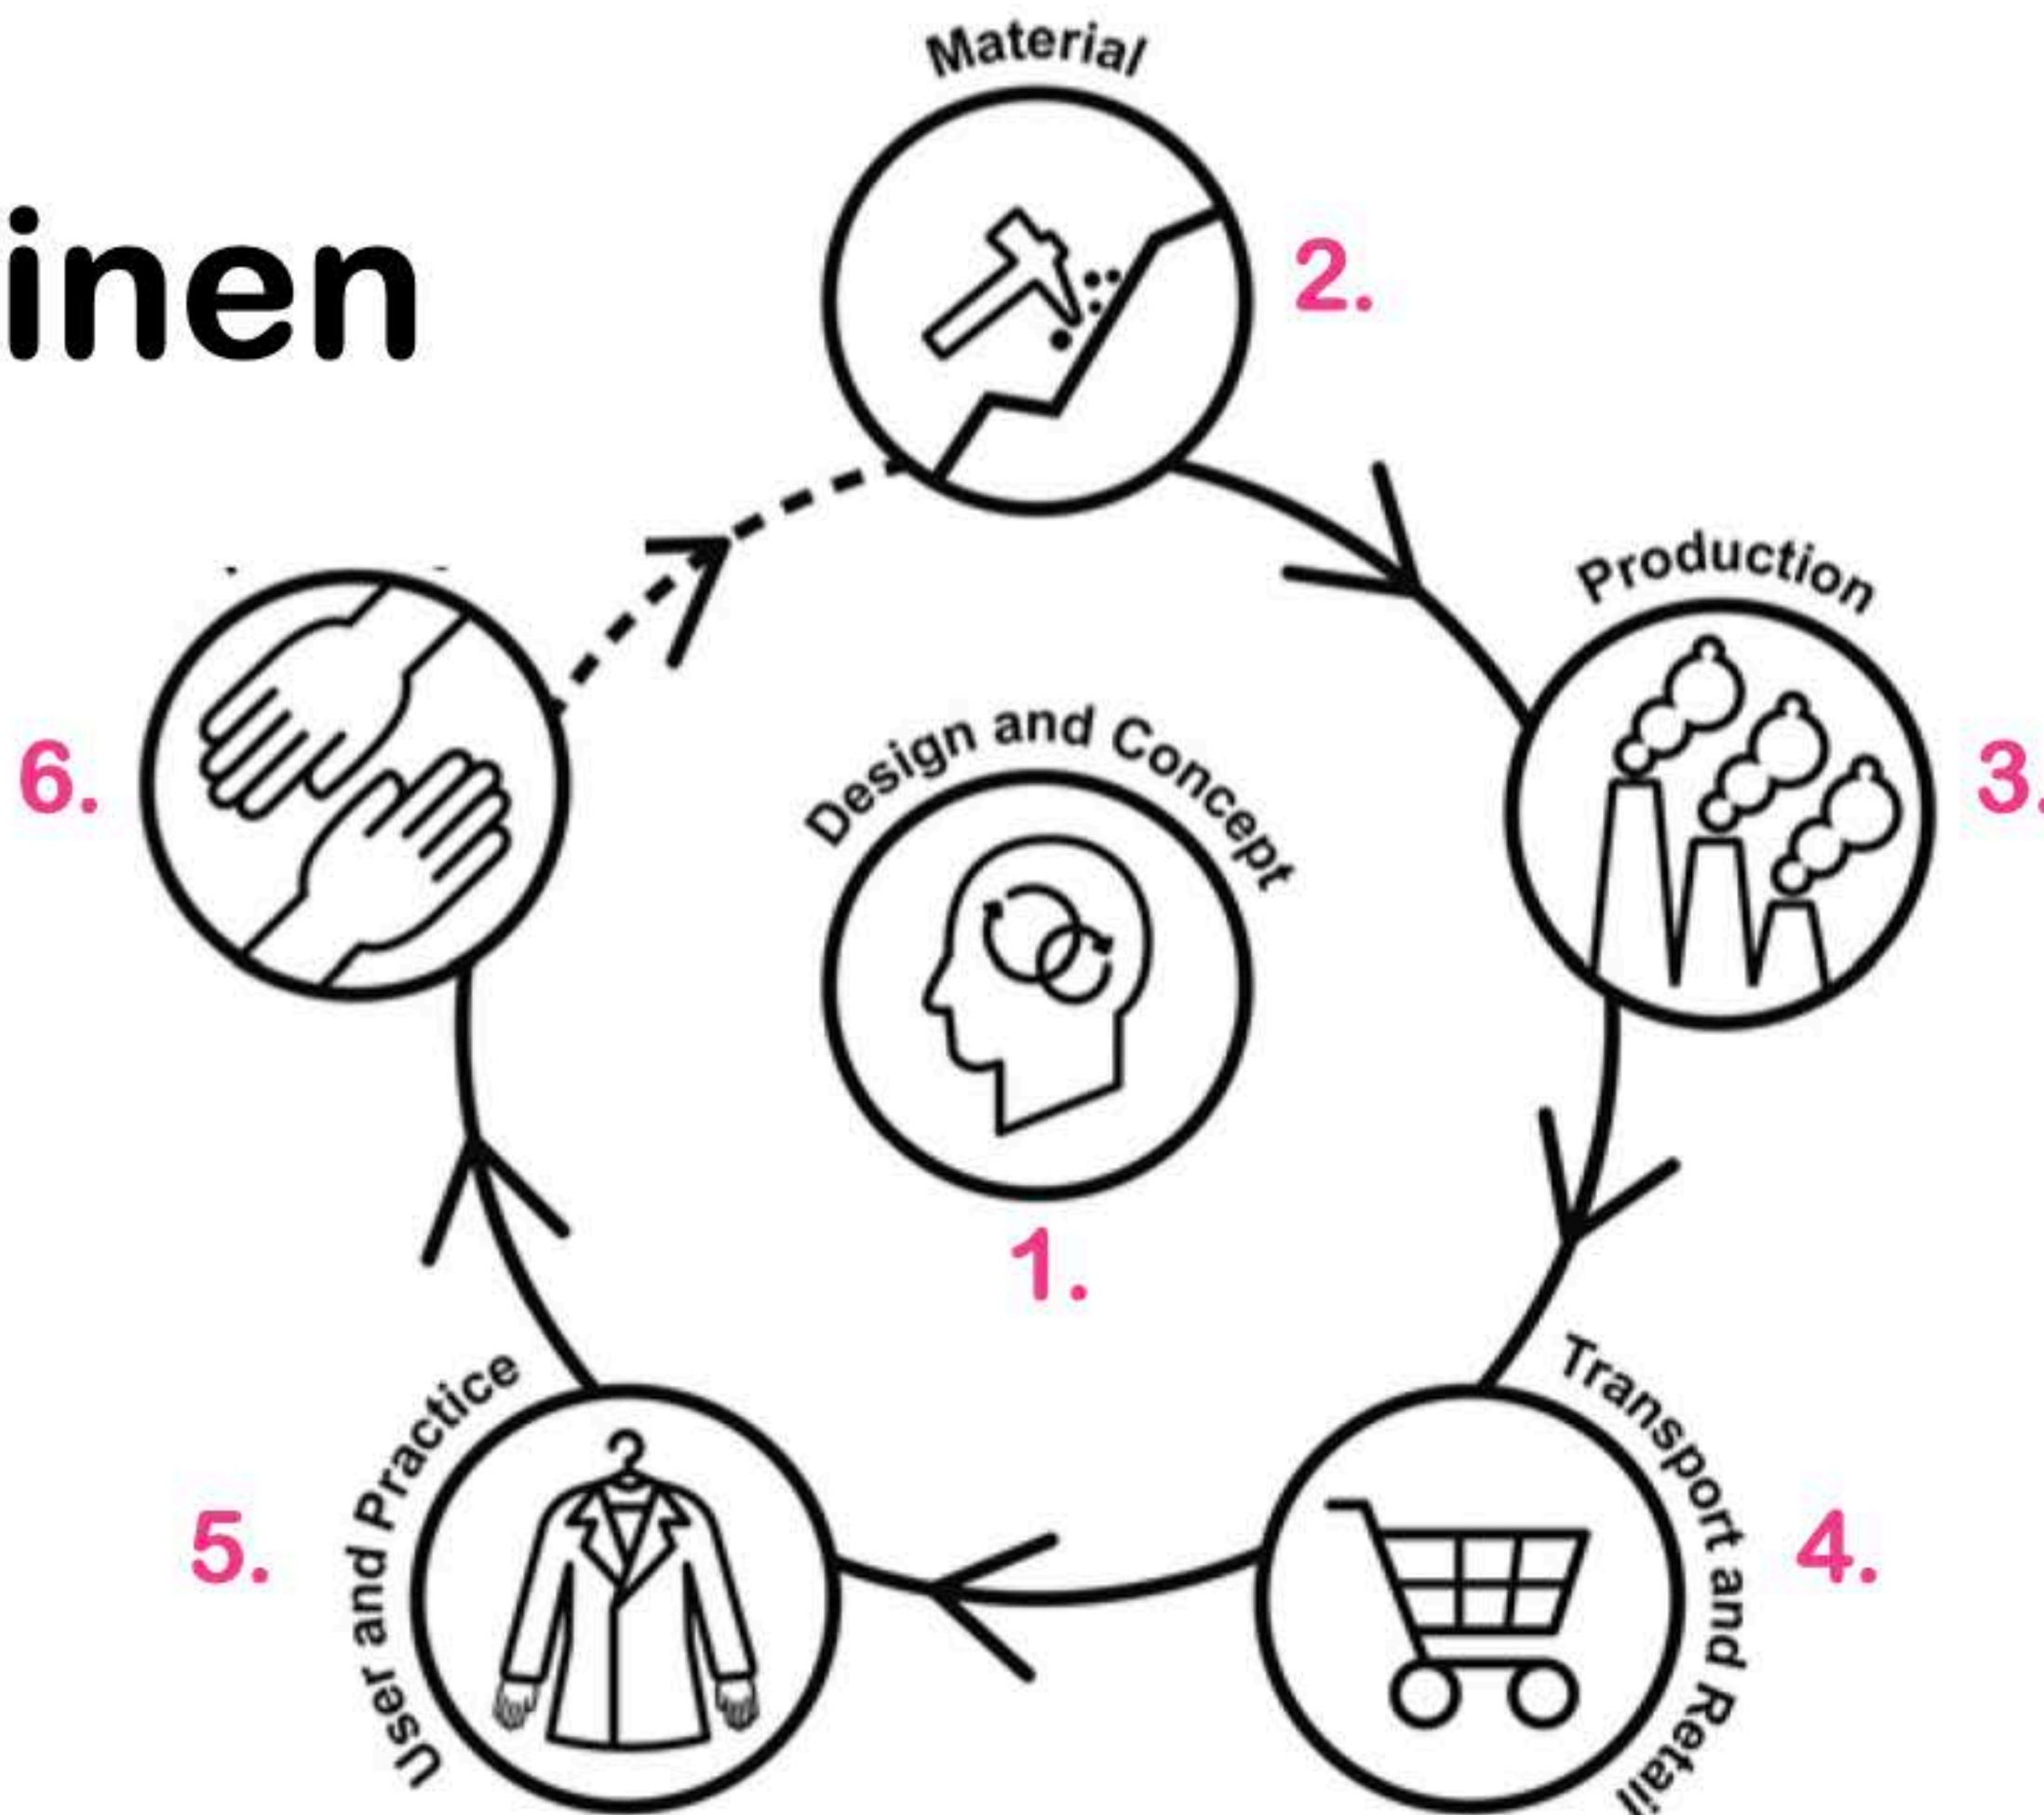 inen
Material
2.
Production
3.
Design and Concept
1.
6.
Transport and Retail
4.
User and Practice
5.